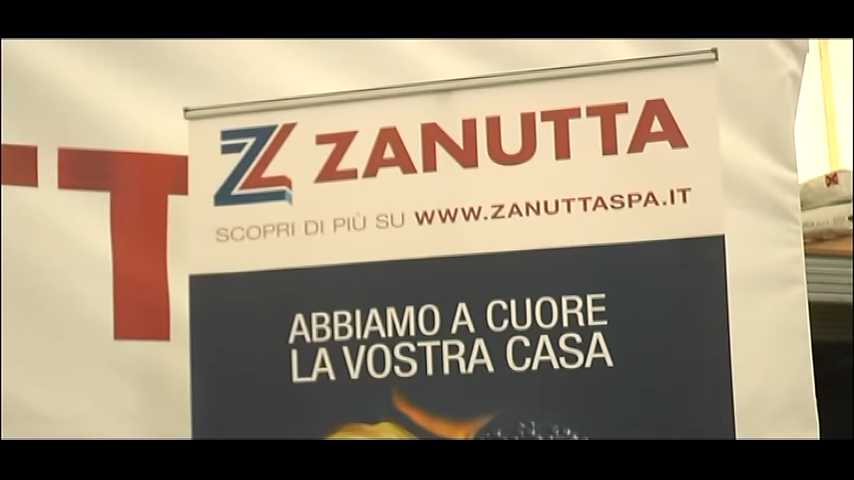 ZANUTTA
SCOPRI DI PIÙ SU WWW.ZANUTTASPA.IT
ABBIAMO A CUORE
LA VOSTRA CASA
T